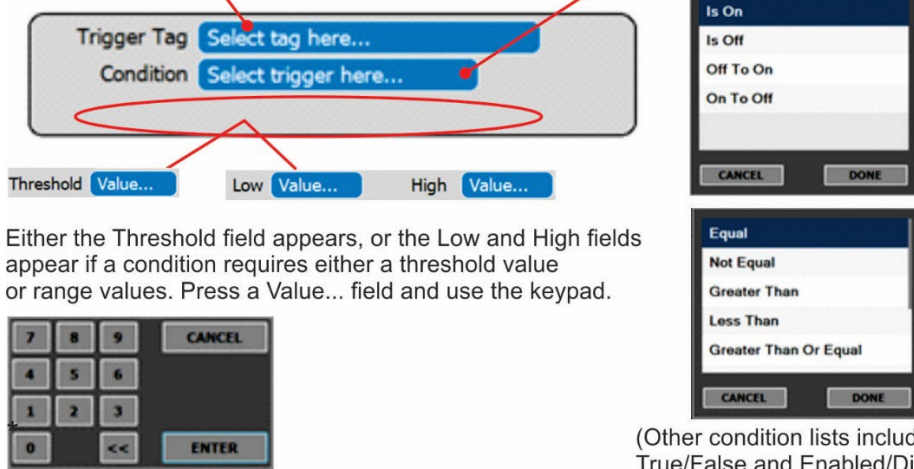 Trigger Tag Select tag here...
Condition Select trigger here...
Threshold Value... Low Value... High Value...
Either the Threshold field appears, or the Low and High fields
appear if a condition requires either a threshold value
or range values. Press a Value... field and use the keypad.
7 8 9 CANCEL
4 5 6
1 2 3
*
0 << ENTER
Is On
Is Off
Off To On
On To Off
CANCEL DONE
Equal
Not Equal
Greater Than
Less Than
Greater Than Or Equal
CANCEL DONE
(Other condition lists includ
True/False and Enabled/Di